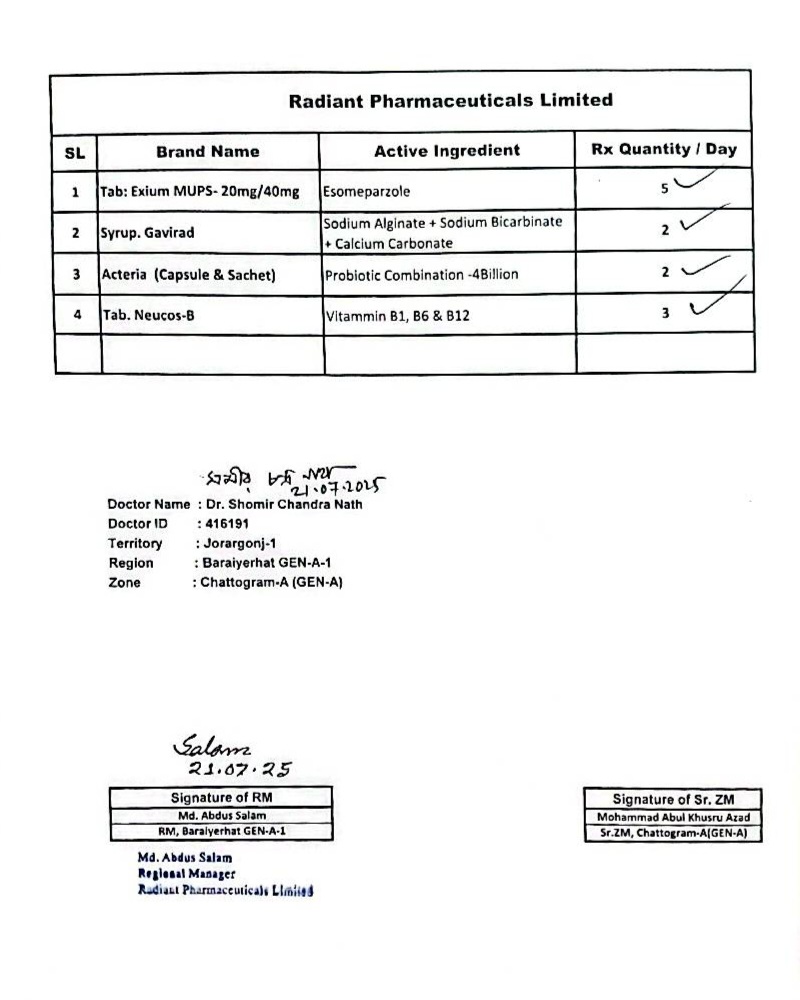 Radiant Pharmaceuticals Limited
SL Brand Name Active Ingredient Rx Quantity / Day
1 Tab: Exium MUPS- 20mg/40mg Esomeparzole 5
2 Syrup. Gavirad Sodium Alginate + Sodium Bicarbinate + Calcium Carbonate 2
3 Acteria (Capsule & Sachet) Probiotic Combination -4Billion 2
4 Tab. Neucos-B Vitammin B1, B6 & B12 3
সমীর চন্দ্র নাথ
21.07.2025
Doctor Name : Dr. Shomir Chandra Nath
Doctor ID : 416191
Territory : Jorargonj-1
Region : Baraiyerhat GEN-A-1
Zone : Chattogram-A (GEN-A)
Salam
21.07.25
Signature of RM
Md. Abdus Salam
RM, Baraiyerhat GEN-A-1
Md. Abdus Salam
Regional Manager
Radiant Pharmaceuticals Limited
Signature of Sr. ZM
Mohammad Abul Khusru Azad
Sr.ZM, Chattogram-A(GEN-A)